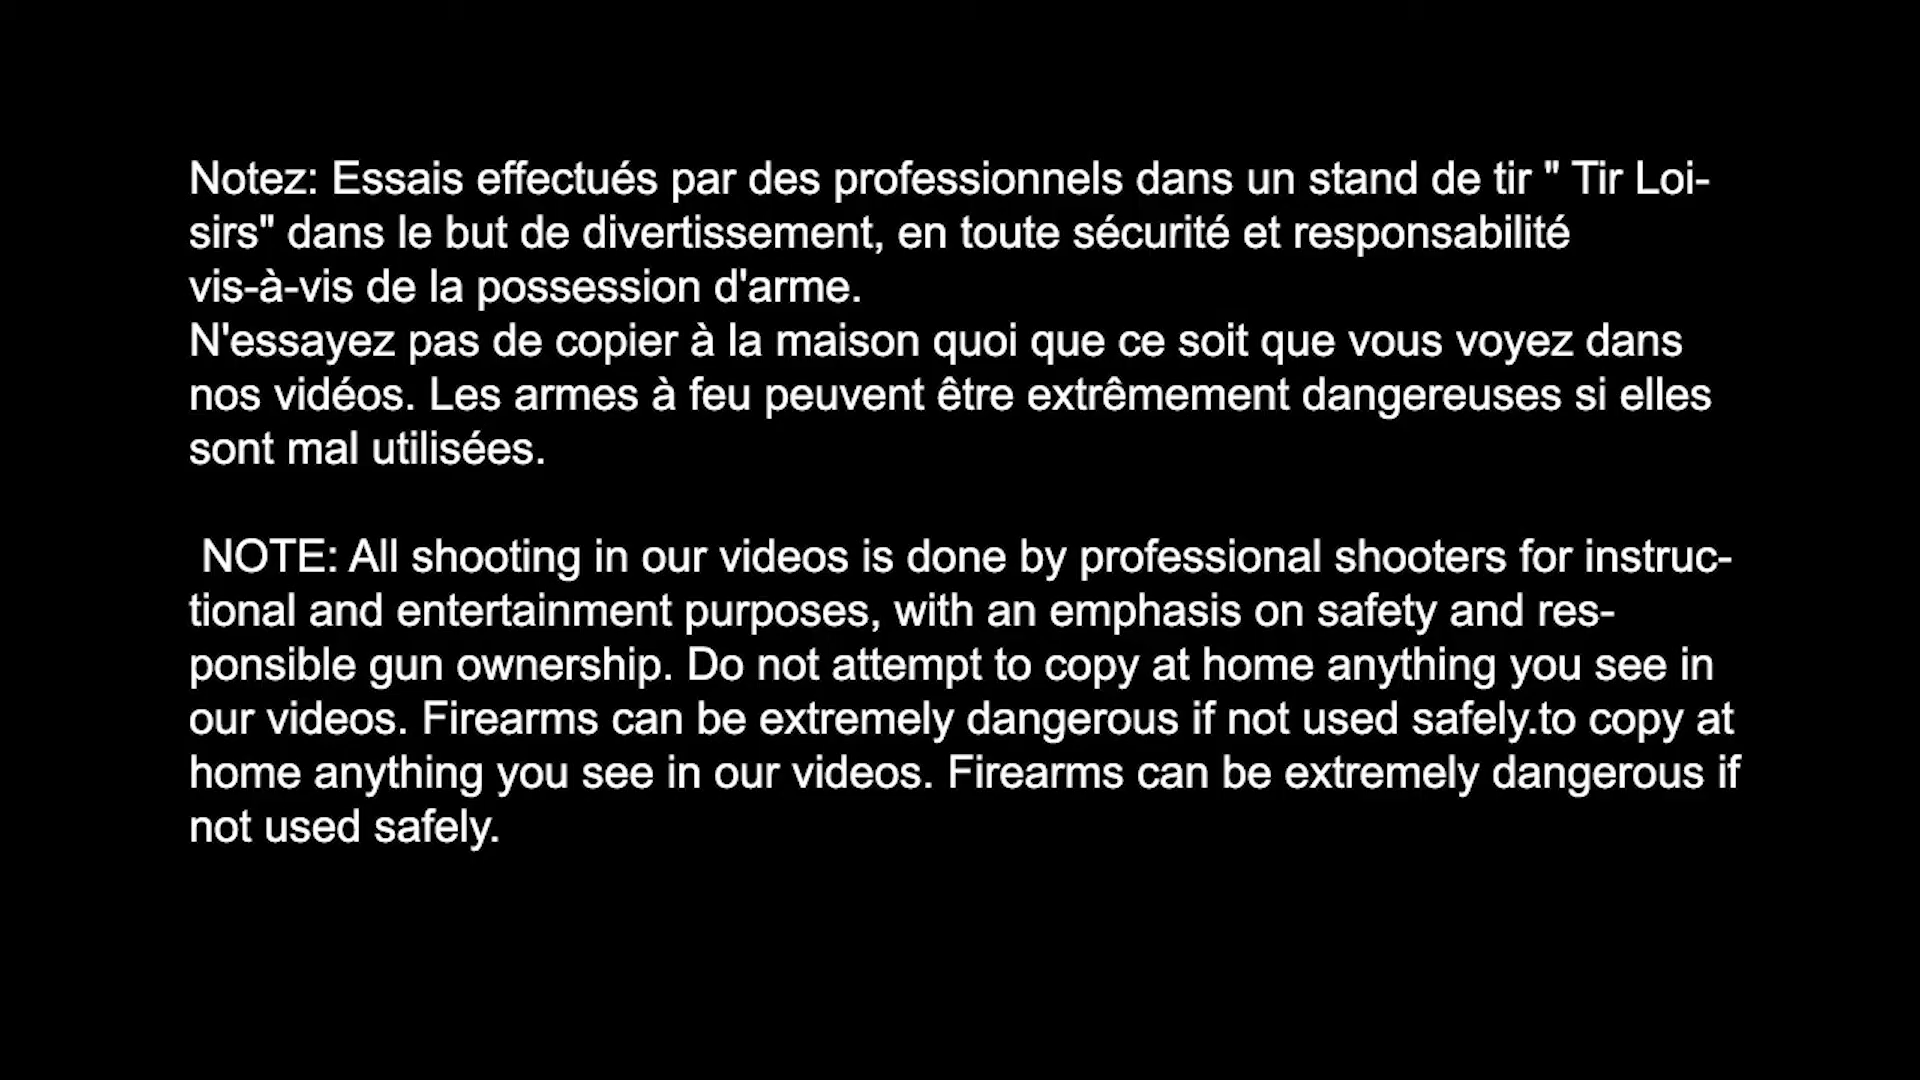 Notez: Essais effectués par des professionnels dans un stand de tir " Tir Loi-
sirs" dans le but de divertissement, en toute sécurité et responsabilité
vis-à-vis de la possession d'arme.
N'essayez pas de copier à la maison quoi que ce soit que vous voyez dans
nos vidéos. Les armes à feu peuvent être extrêmement dangereuses si elles
sont mal utilisées.
NOTE: All shooting in our videos is done by professional shooters for instruc-
tional and entertainment purposes, with an emphasis on safety and res-
ponsible gun ownership. Do not attempt to copy at home anything you see in
our videos. Firearms can be extremely dangerous if not used safely.to copy at
home anything you see in our videos. Firearms can be extremely dangerous if
not used safely.